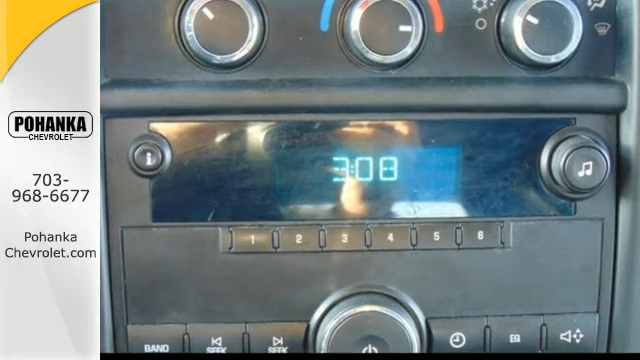 POHANKA
CHEVROLET
703-
968-6677
Pohanka
Chevrolet.com
3:08
1 2 3 4 5 6
BAND SEEK SEEK EQ